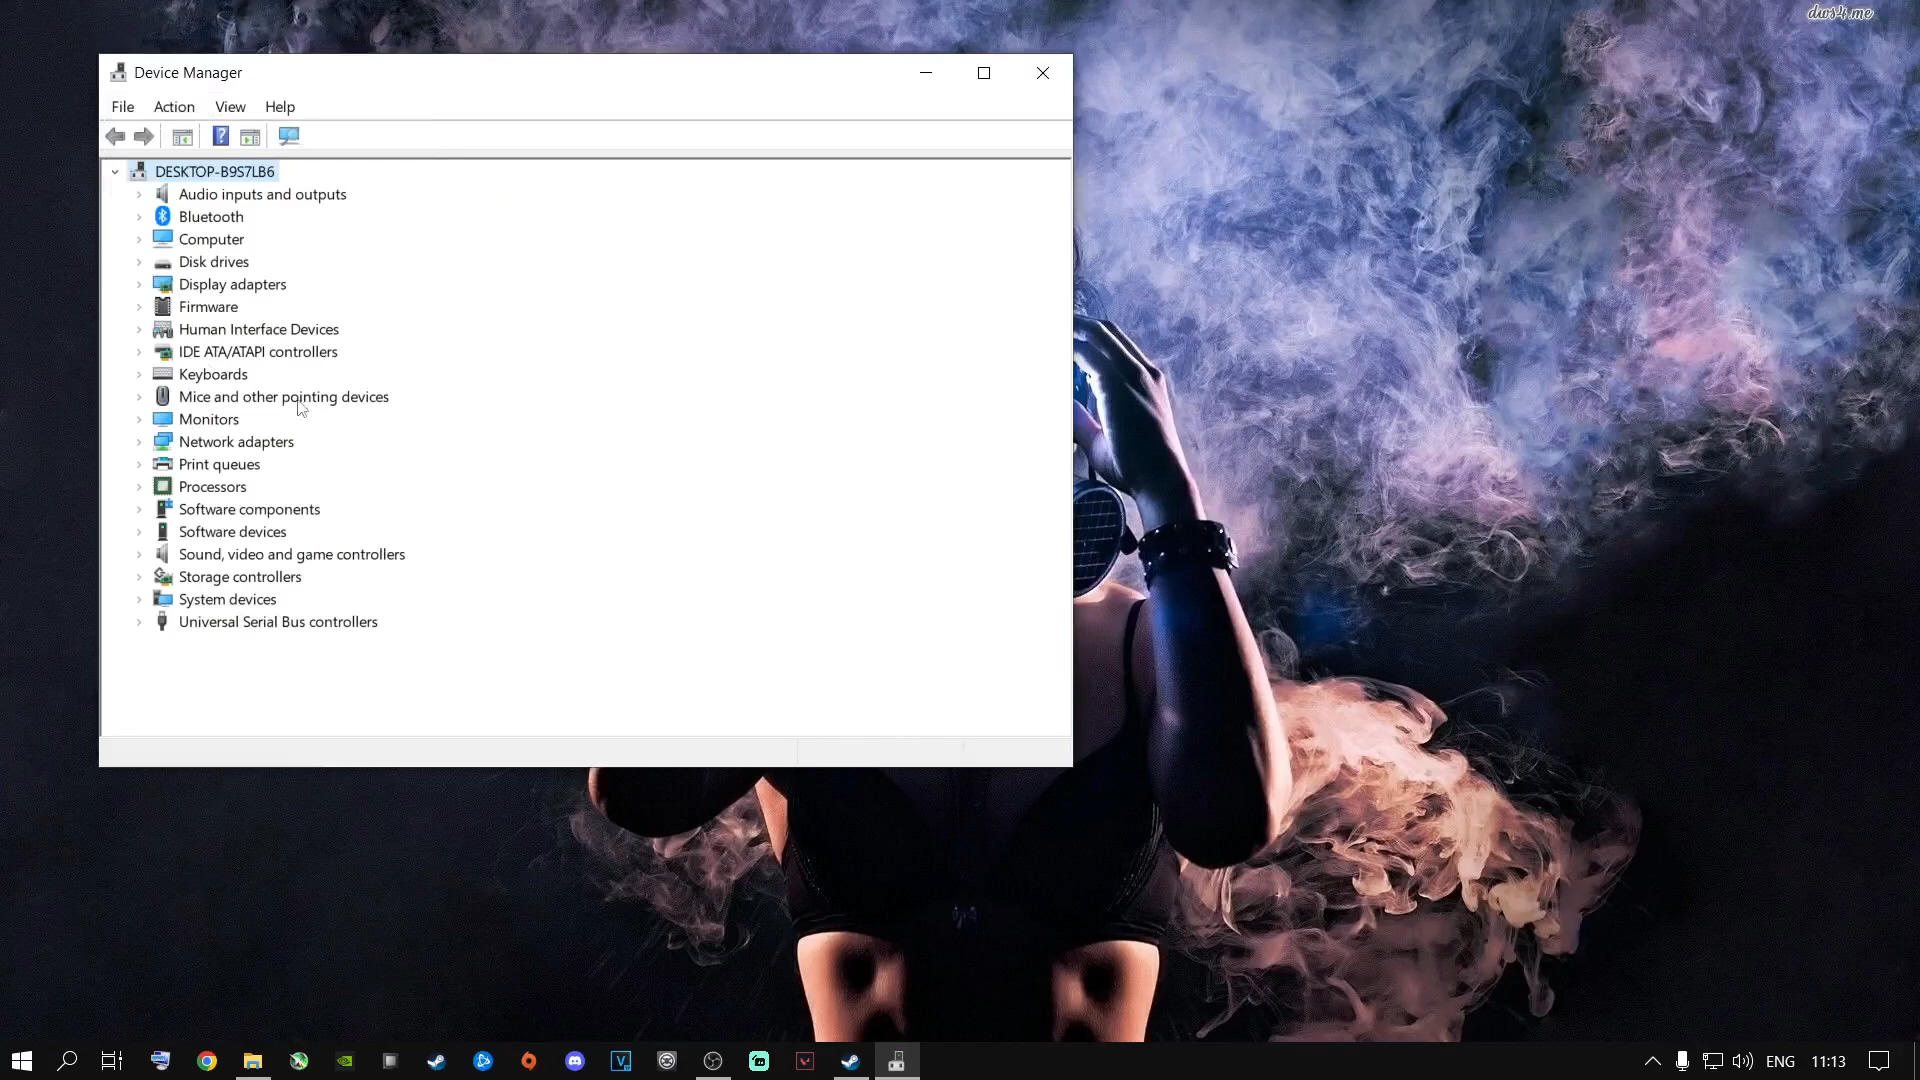 dws4.me
Device Manager
File Action View Help
DESKTOP-B9S7LB6
Audio inputs and outputs
Bluetooth
Computer
Disk drives
Display adapters
Firmware
Human Interface Devices
IDE ATA/ATAPI controllers
Keyboards
Mice and other pointing devices
Monitors
Network adapters
Print queues
Processors
Software components
Software devices
Sound, video and game controllers
Storage controllers
System devices
Universal Serial Bus controllers
ENG 11:13